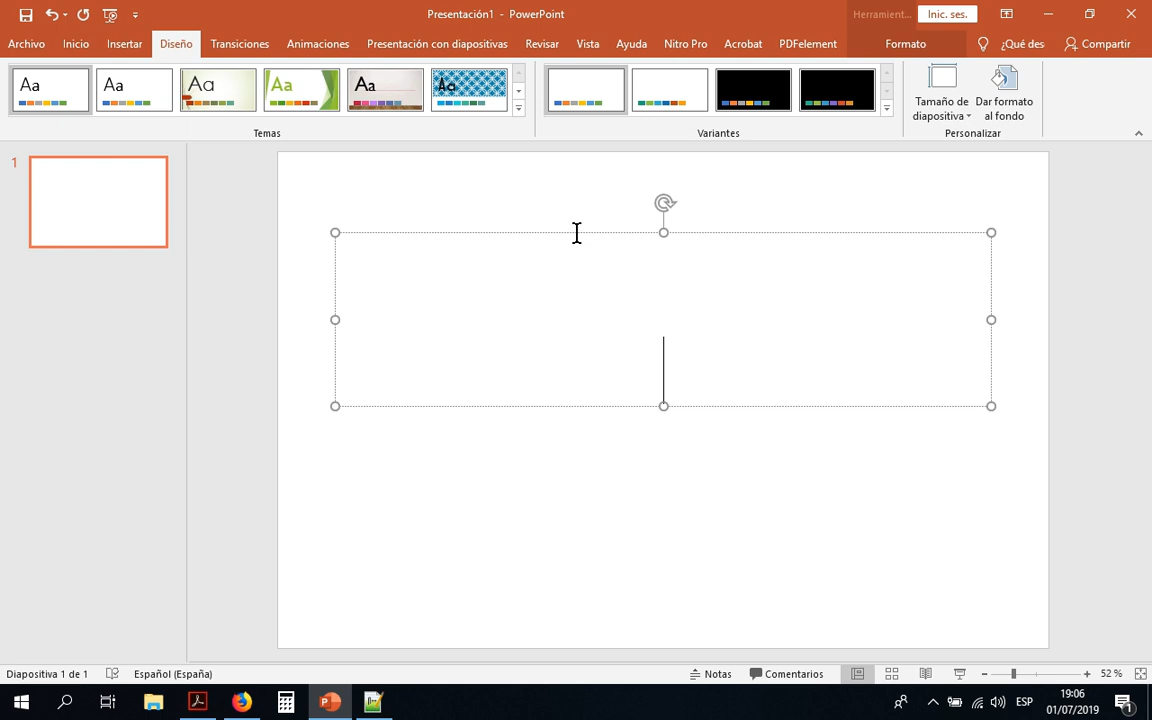 Presentación1 - PowerPoint
Herramient... Inic. ses.
Archivo Inicio Insertar Diseño Transiciones Animaciones Presentación con diapositivas Revisar Vista Ayuda Nitro Pro Acrobat PDFelement Formato ¿Qué des Compartir
Aa Aa Aa Aa Aa Aa
Tamaño de diapositiva
Dar formato al fondo
Temas Variantes Personalizar
1
Diapositiva 1 de 1 Español (España) Notas Comentarios 52 %
ESP 19:06
01/07/2019 1